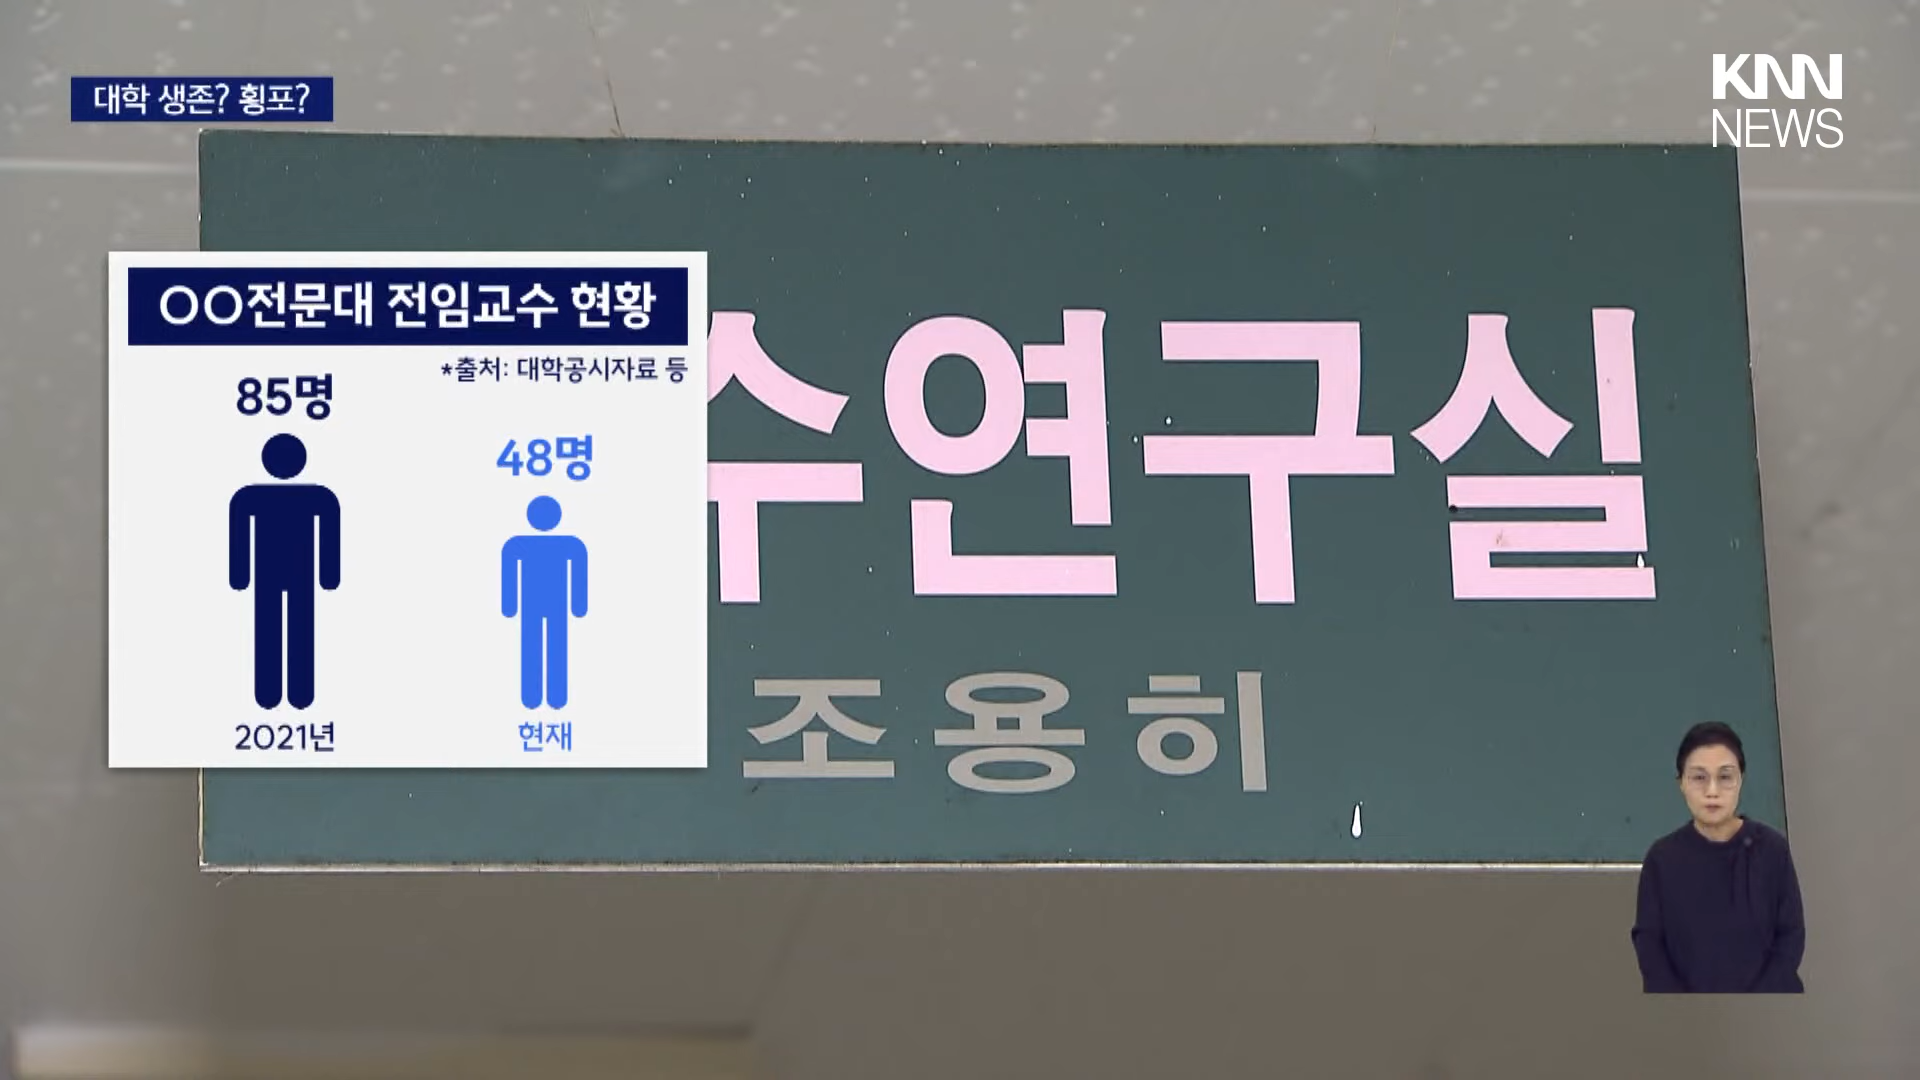 대학 생존? 횡포?
KNN
NEWS
○○전문대 전임교수 현황
*출처: 대학공시자료 등
85명
48명
2021년
현재
수연구실
조용히